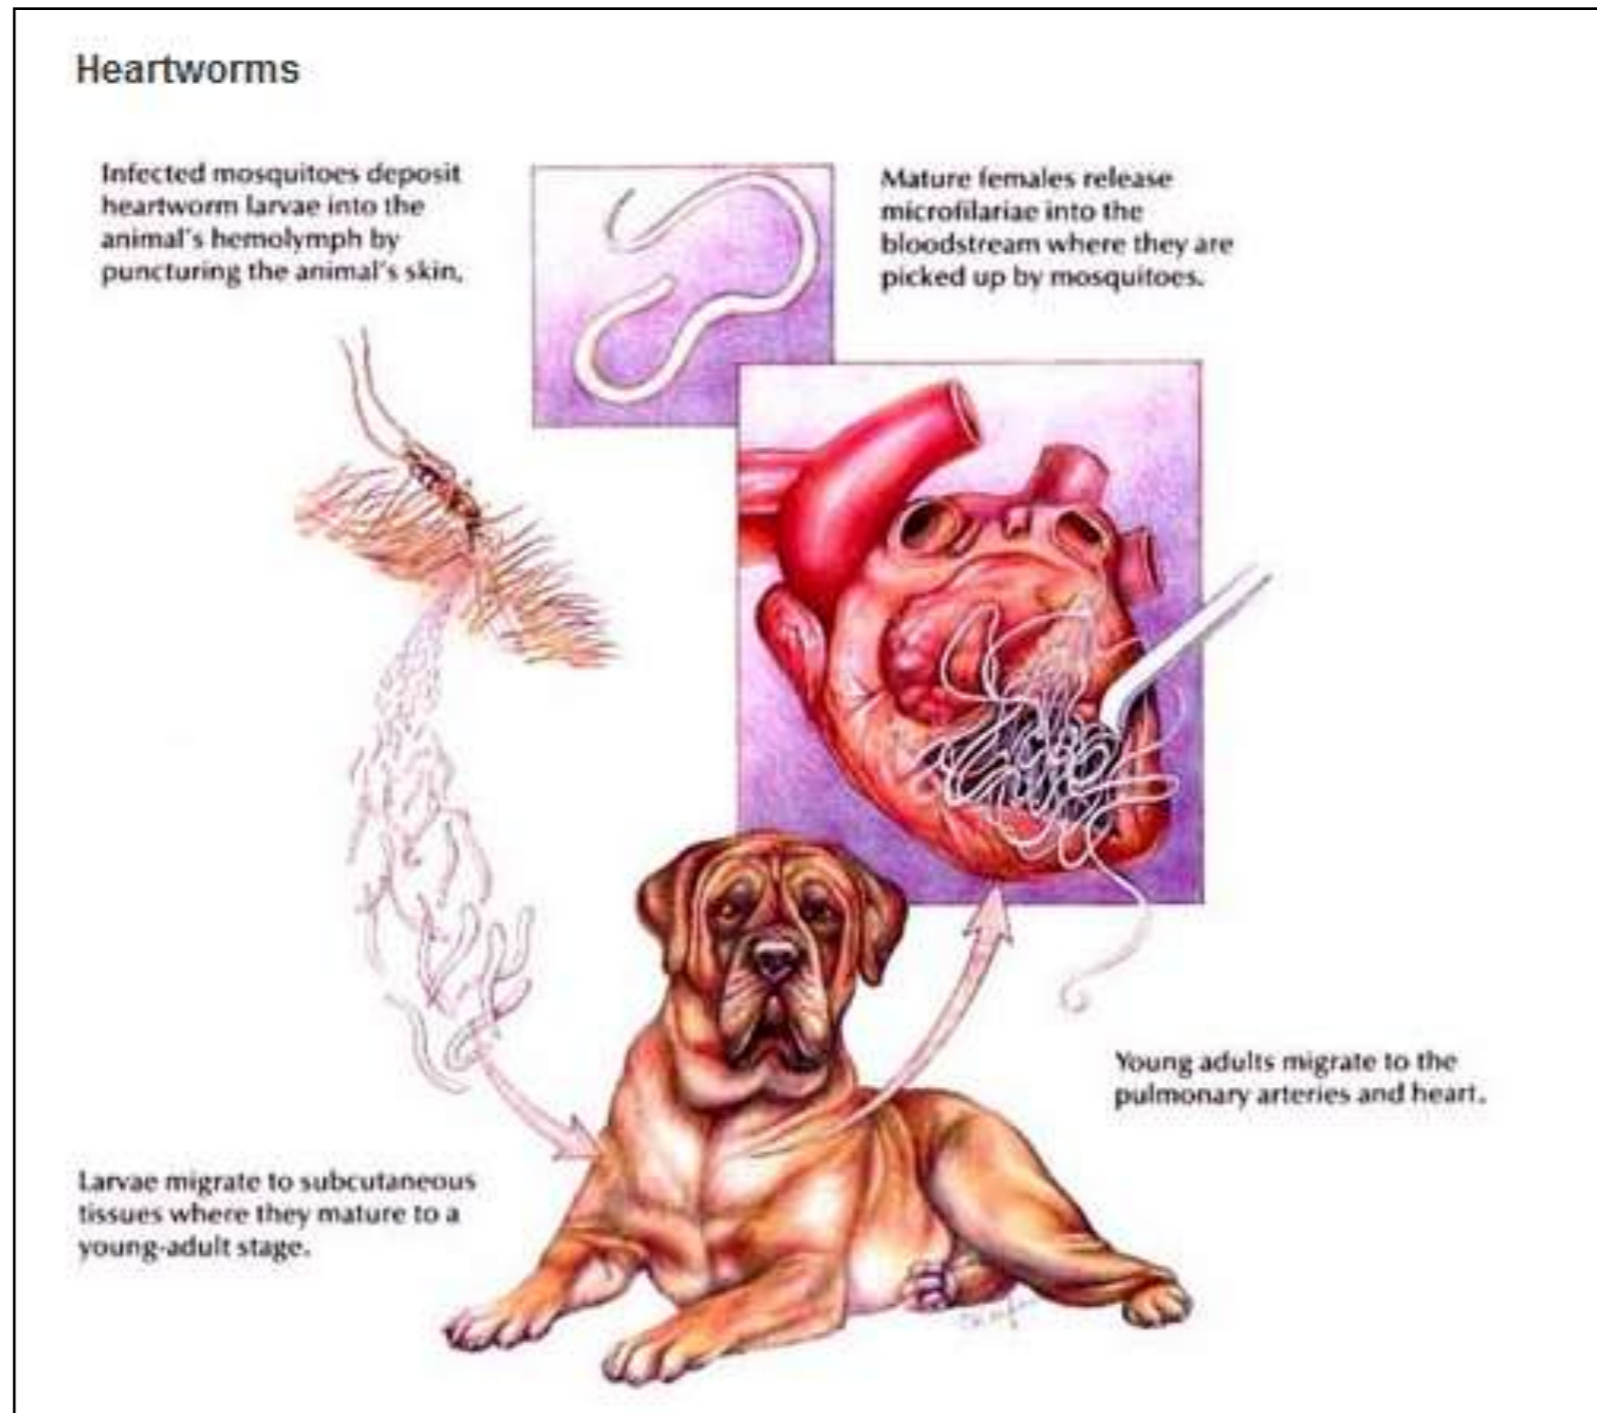 Heartworms
Infected mosquitoes deposit
heartworm larvae into the
animal's hemolymph by
puncturing the animal's skin.
Mature females release
microfilariae into the
bloodstream where they are
picked up by mosquitoes.
Young adults migrate to the
pulmonary arteries and heart.
Larvae migrate to subcutaneous
tissues where they mature to a
young-adult stage.